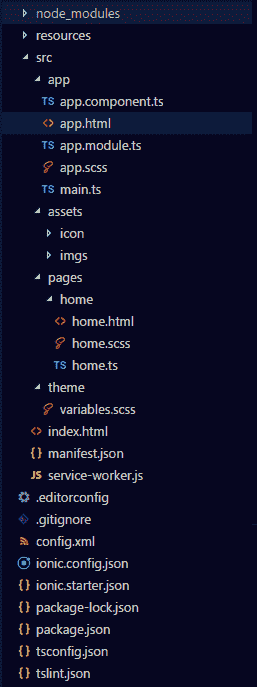 node_modules
resources
src
app
TS app.component.ts
<> app.html
TS app.module.ts
app.scss
TS main.ts
assets
icon
imgs
pages
home
<> home.html
home.scss
TS home.ts
theme
variables.scss
<> index.html
{} manifest.json
JS service-worker.js
.editorconfig
.gitignore
config.xml
ionic.config.json
{} ionic.starter.json
{} package-lock.json
{} package.json
{} tsconfig.json
{} tslint.json